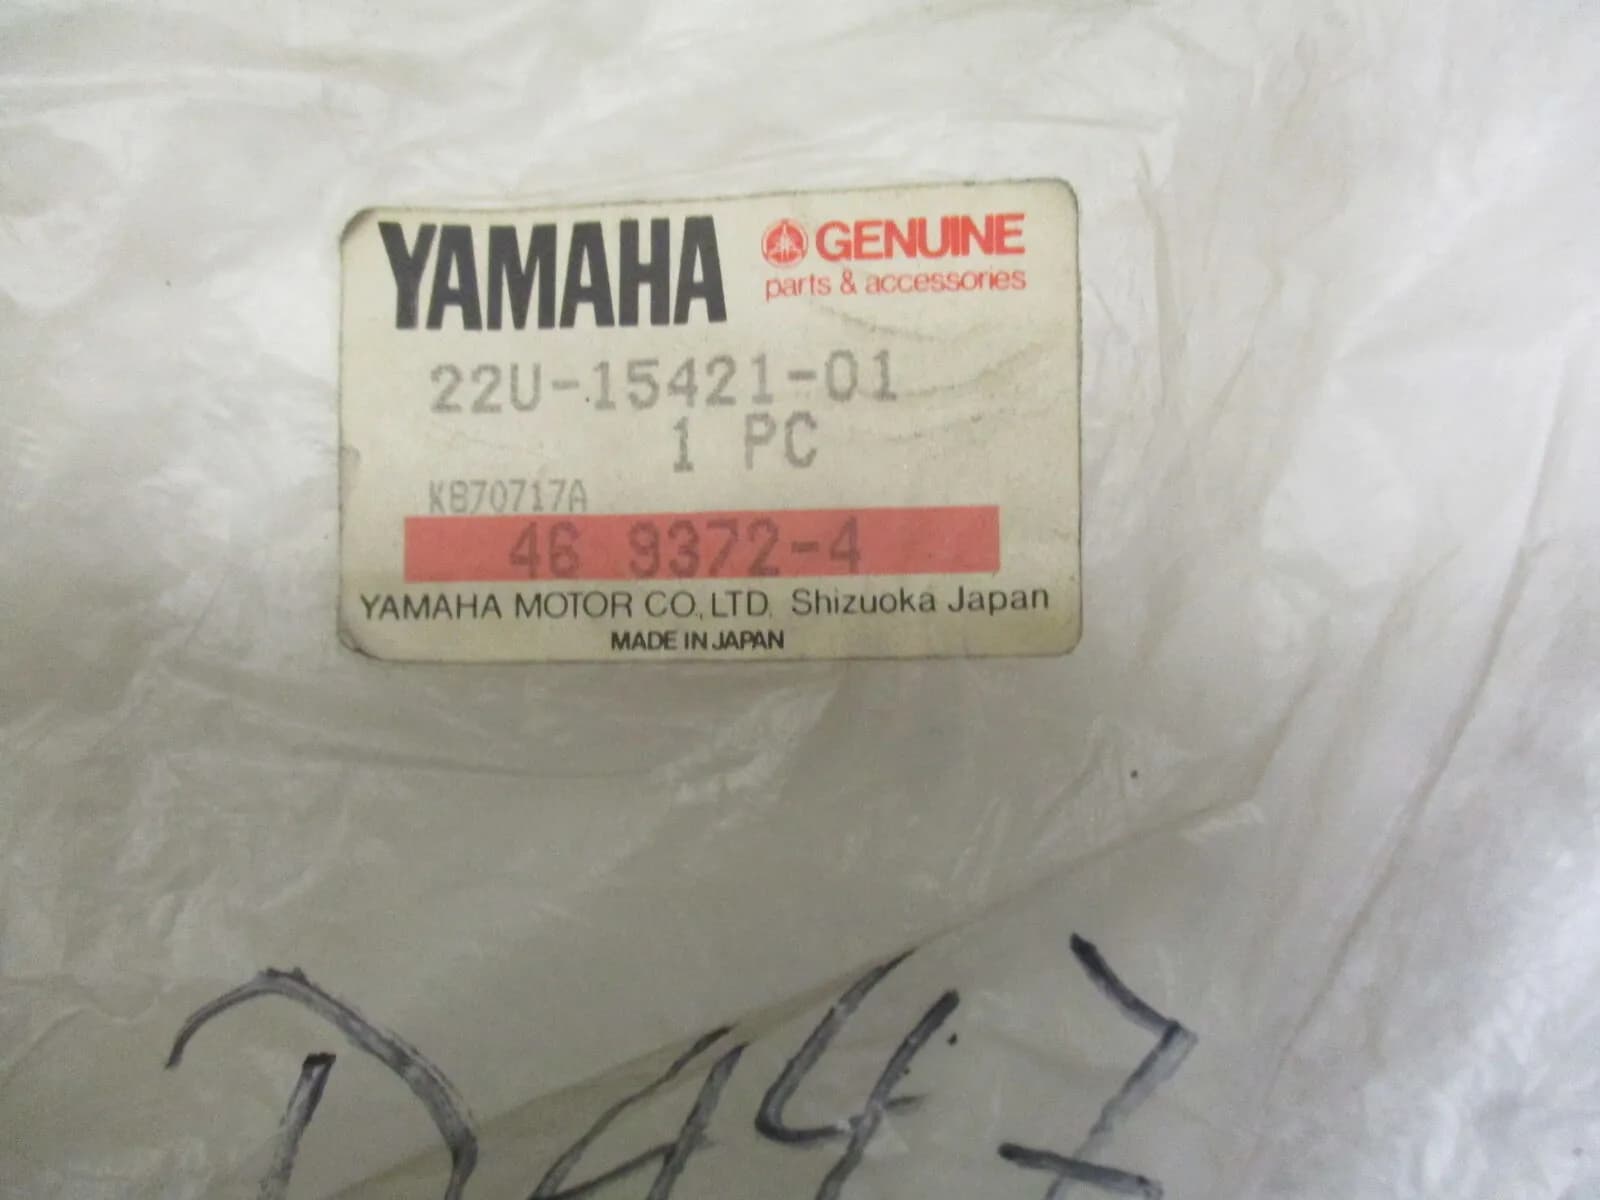 YAMAHA GENUINE
parts & accessories
22U-15421-01
1 PC
K870717A
46 9372-4
YAMAHA MOTOR CO., LTD. Shizuoka Japan
MADE IN JAPAN